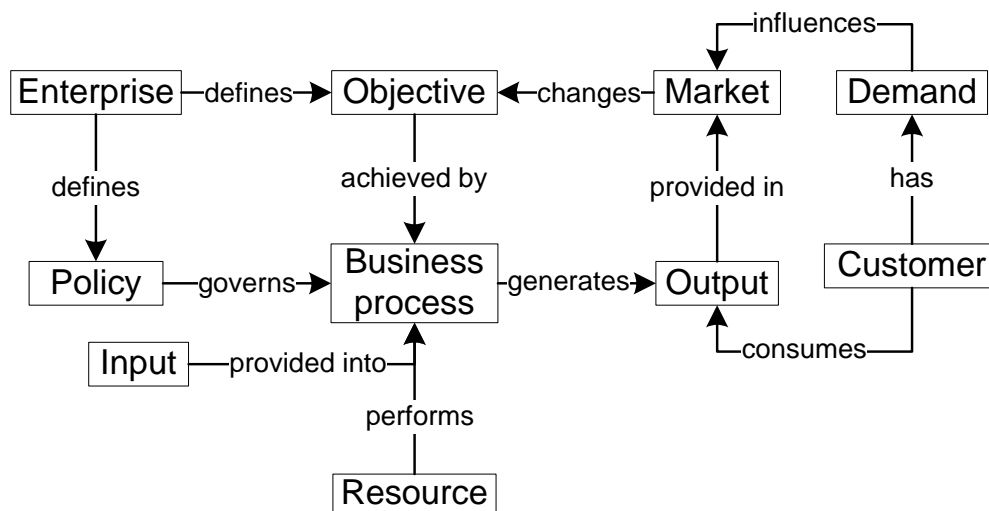 influences
Enterprise
defines
Objective
changes
Market
Demand
defines
achieved by
provided in
has
Policy
governs
Business
process
generates
Output
Customer
Input
provided into
consumes
performs
Resource